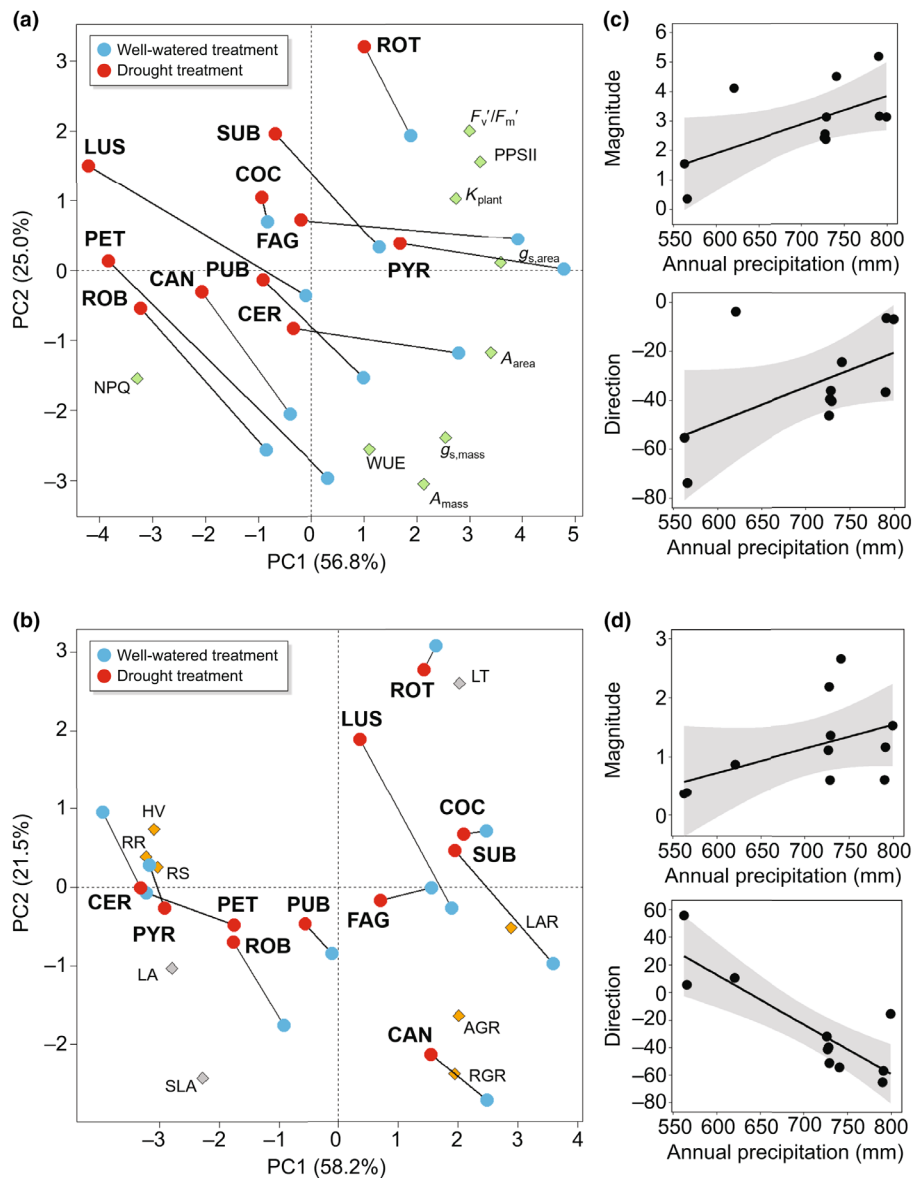 (a)
Well-watered treatment
Drought treatment
ROT
SUB
LUS
COC
FAG
PET
PUB
CAN
PYR
ROB
CER
Fv′/Fm′
PPSII
Kplant
gs,area
Aarea
NPQ
WUE
gs,mass
Amass
3
2
1
0
–1
–2
–3
PC2 (25.0%)
–4 –3 –2 –1 0 1 2 3 4 5
PC1 (56.8%)
(c)
6
5
4
3
2
1
0
Magnitude
550 600 650 700 750 800
Annual precipitation (mm)
–0
–20
–40
–60
–80
Direction
550 600 650 700 750 800
Annual precipitation (mm)
(b)
Well-watered treatment
Drought treatment
ROT
LT
LUS
COC
SUB
HV
RR
RS
CER
PYR
PET
PUB
FAG
ROB
LAR
LA
AGR
CAN
RGR
SLA
3
2
1
0
–1
–2
PC2 (21.5%)
–3 –2 –1 0 1 2 3 4
PC1 (58.2%)
(d)
3
2
1
0
Magnitude
550 600 650 700 750 800
Annual precipitation (mm)
60
40
20
0
–20
–40
–60
–80
Direction
550 600 650 700 750 800
Annual precipitation (mm)